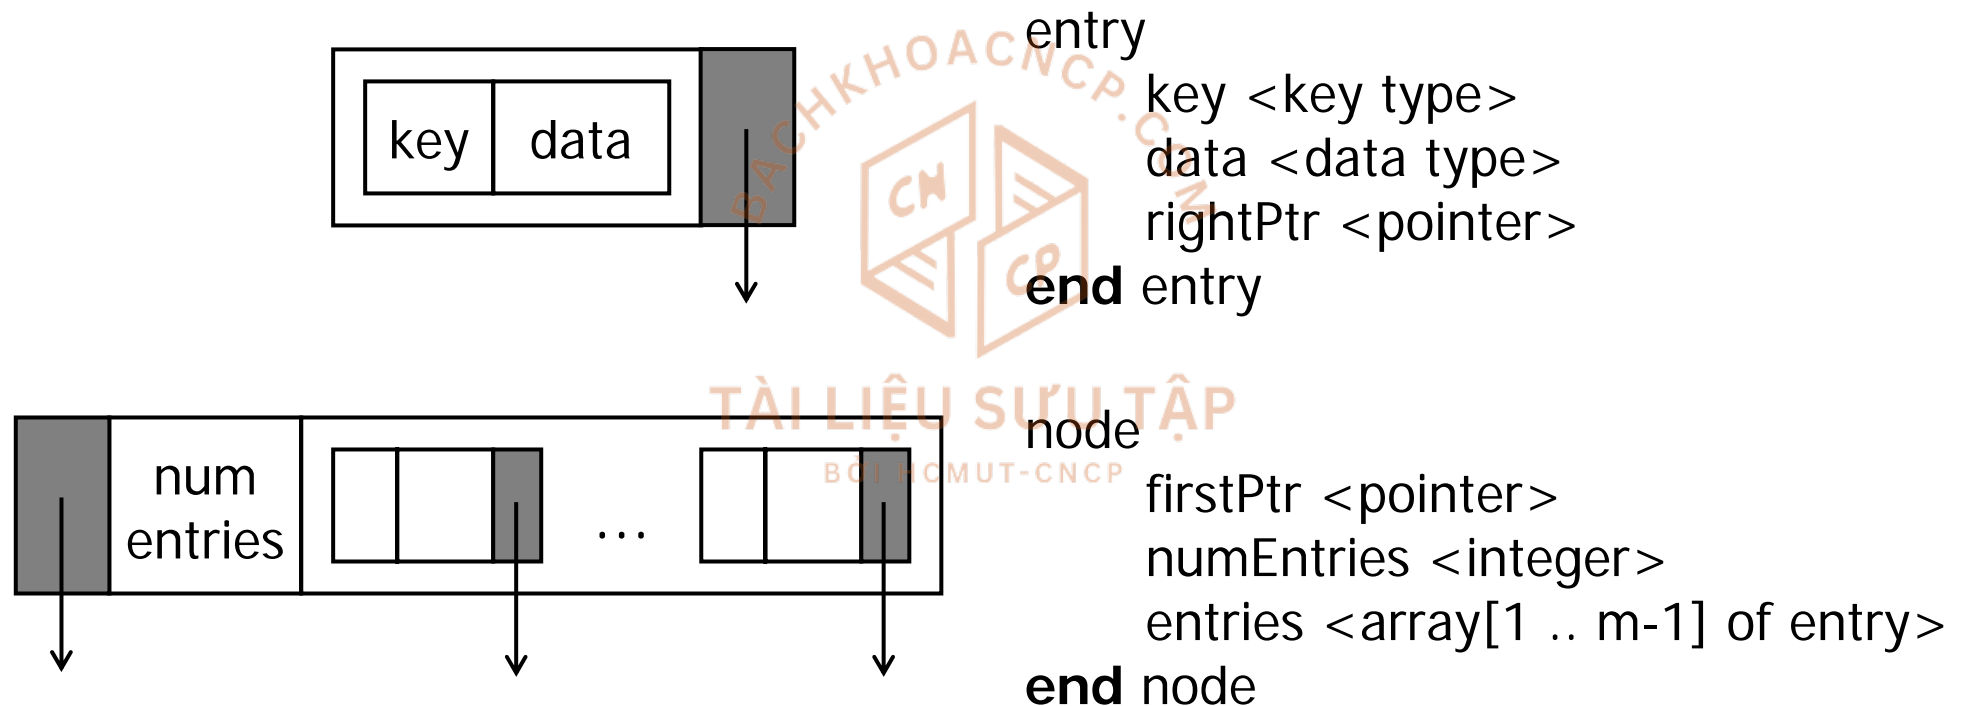 entry
key <key type>
data <data type>
rightPtr <pointer>
end entry
key data
BACHKHOACNCP.COM
CN
CP
TÀI LIỆU SƯU TẬP
BỞI HCMUT-CNCP
num
entries
...
node
firstPtr <pointer>
numEntries <integer>
entries <array[1 .. m-1] of entry>
end node